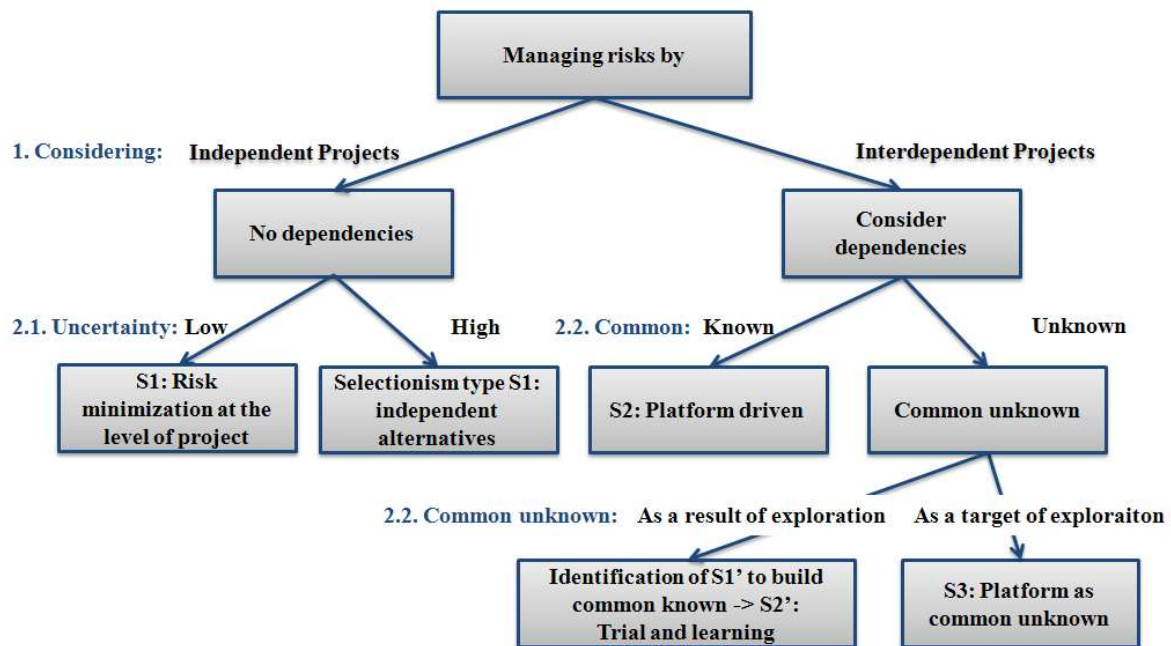 Managing risks by
1. Considering: Independent Projects Interdependent Projects
No dependencies
Consider
dependencies
2.1. Uncertainty: Low High 2.2. Common: Known Unknown
S1: Risk
minimization at the
level of project
Selectionism type S1:
independent
alternatives
S2: Platform driven
Common unknown
2.2. Common unknown: As a result of exploration As a target of exploraiton
Identification of S1’ to build
common known -> S2’:
Trial and learning
S3: Platform as
common unknown